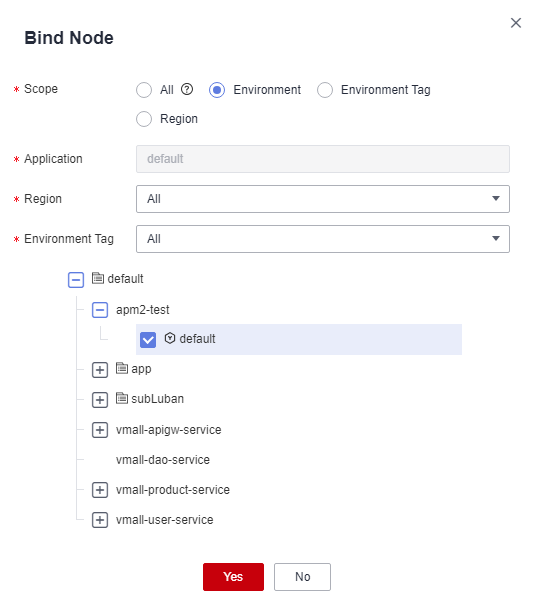 Bind Node
* Scope All ? Environment Environment Tag
Region
* Application default
* Region All
* Environment Tag All
default
apm2-test
default
app
subLuban
vmall-apigw-service
vmall-dao-service
vmall-product-service
vmall-user-service
Yes No